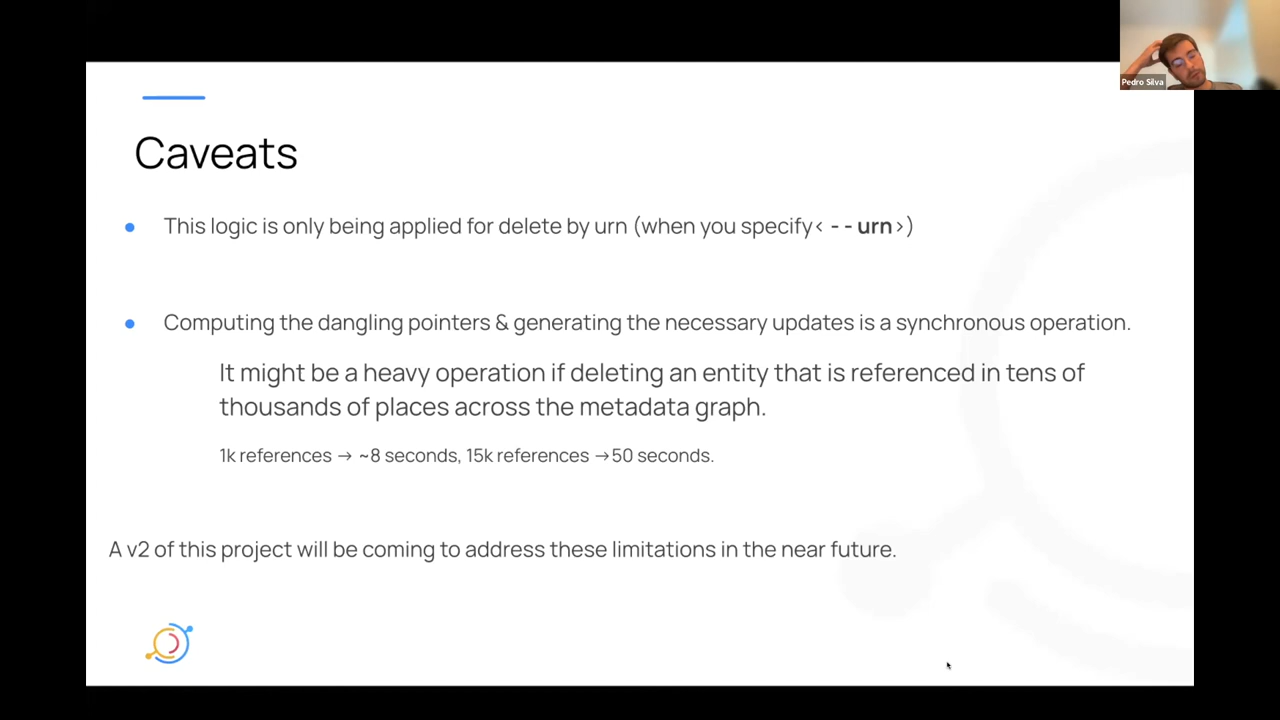 Pedro Silva
Caveats
● This logic is only being applied for delete by urn (when you specify< --urn>)
● Computing the dangling pointers & generating the necessary updates is a synchronous operation.
It might be a heavy operation if deleting an entity that is referenced in tens of
thousands of places across the metadata graph.
1k references → ~8 seconds, 15k references →50 seconds.
A v2 of this project will be coming to address these limitations in the near future.